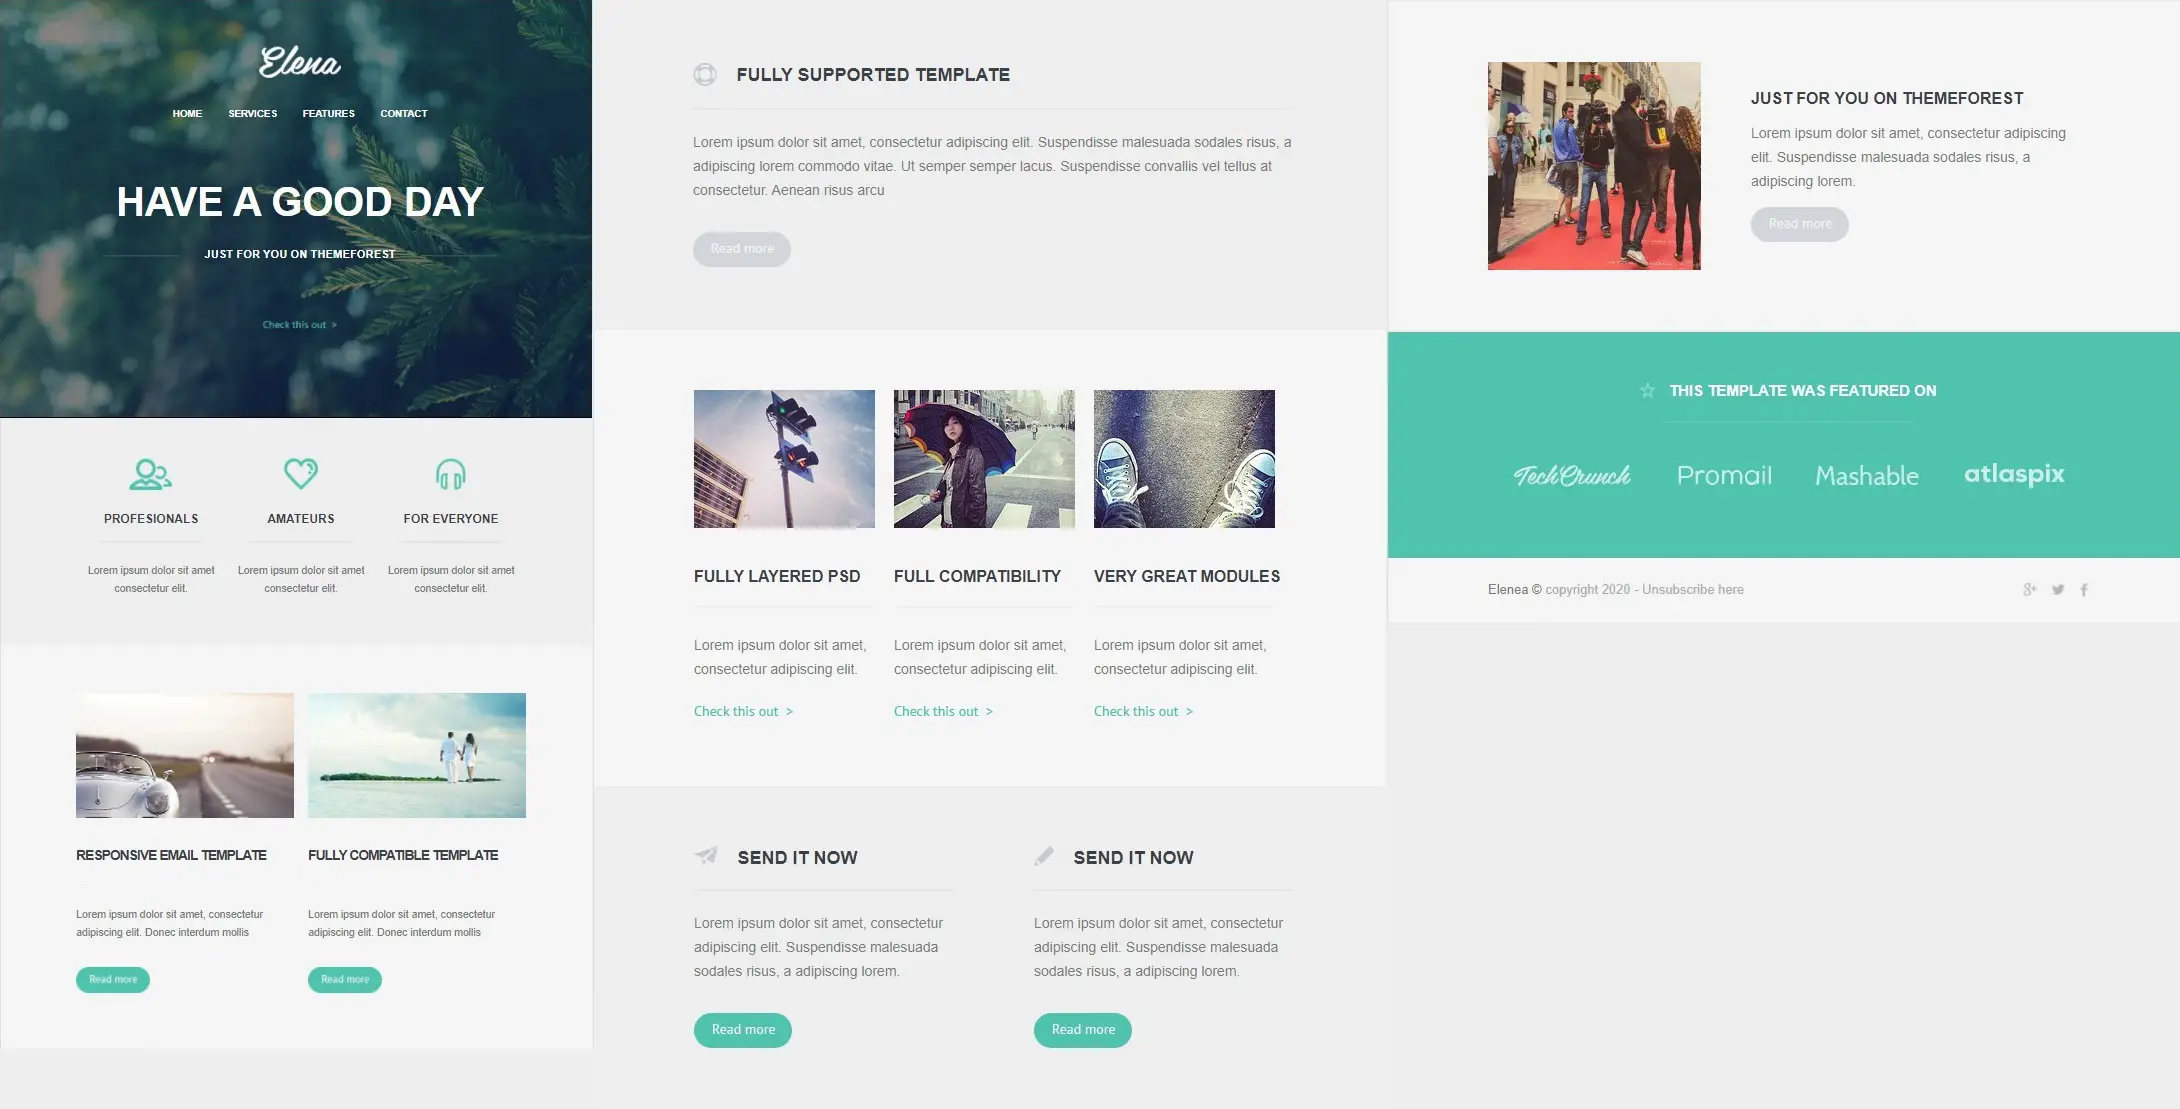 Elena
HOME SERVICES FEATURES CONTACT
HAVE A GOOD DAY
JUST FOR YOU ON THEMEFOREST
Check this out >
PROFESIONALS
Lorem ipsum dolor sit amet
consectetur elit.
AMATEURS
Lorem ipsum dolor sit amet
consectetur elit.
FOR EVERYONE
Lorem ipsum dolor sit amet
consectetur elit.
RESPONSIVE EMAIL TEMPLATE
Lorem ipsum dolor sit amet, consectetur
adipiscing elit. Donec interdum mollis
Read more
FULLY COMPATIBLE TEMPLATE
Lorem ipsum dolor sit amet, consectetur
adipiscing elit. Donec interdum mollis
Read more
FULLY SUPPORTED TEMPLATE
Lorem ipsum dolor sit amet, consectetur adipiscing elit. Suspendisse malesuada sodales risus, a
adipiscing lorem commodo vitae. Ut semper semper lacus. Suspendisse convallis vel tellus at
consectetur. Aenean risus arcu
Read more
FULLY LAYERED PSD
Lorem ipsum dolor sit amet,
consectetur adipiscing elit.
Check this out >
FULL COMPATIBILITY
Lorem ipsum dolor sit amet,
consectetur adipiscing elit.
Check this out >
VERY GREAT MODULES
Lorem ipsum dolor sit amet,
consectetur adipiscing elit.
Check this out >
SEND IT NOW
Lorem ipsum dolor sit amet, consectetur
adipiscing elit. Suspendisse malesuada
sodales risus, a adipiscing lorem.
Read more
SEND IT NOW
Lorem ipsum dolor sit amet, consectetur
adipiscing elit. Suspendisse malesuada
sodales risus, a adipiscing lorem.
Read more
JUST FOR YOU ON THEMEFOREST
Lorem ipsum dolor sit amet, consectetur adipiscing
elit. Suspendisse malesuada sodales risus, a
adipiscing lorem.
Read more
THIS TEMPLATE WAS FEATURED ON
TechCrunch Promail Mashable atlaspix
Elenea © copyright 2020 - Unsubscribe here